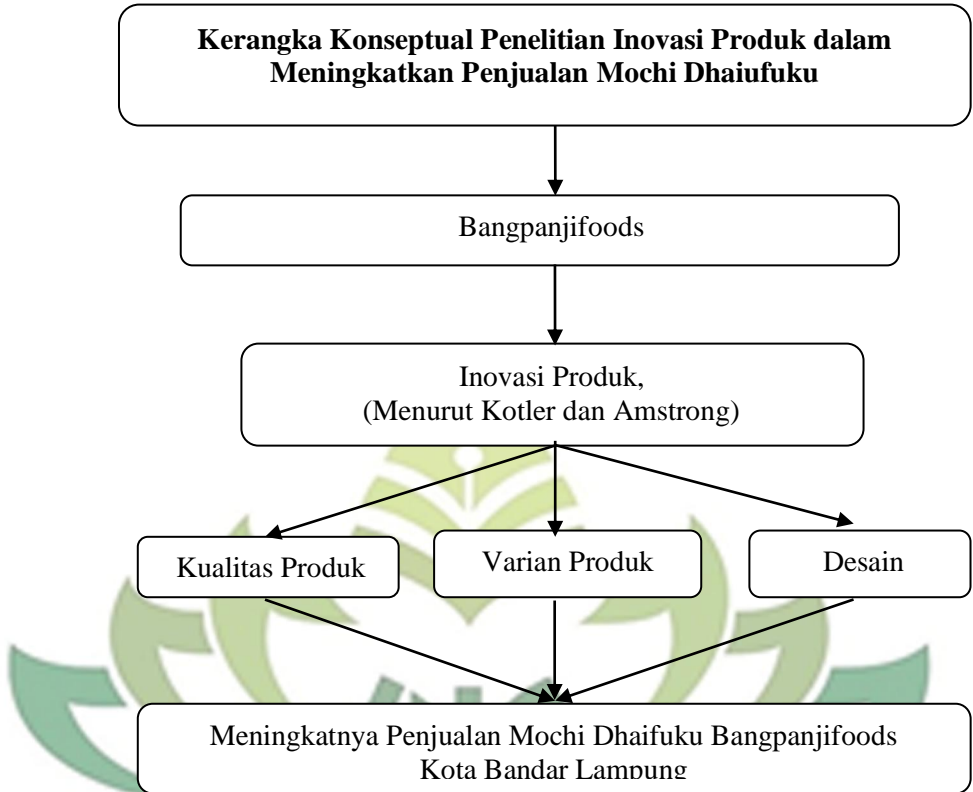 Kerangka Konseptual Penelitian Inovasi Produk dalam
Meningkatkan Penjualan Mochi Dhaiufuku
Bangpanjifoods
Inovasi Produk,
(Menurut Kotler dan Amstrong)
Kualitas Produk
Varian Produk
Desain
Meningkatnya Penjualan Mochi Dhaifuku Bangpanjifoods
Kota Bandar Lampung